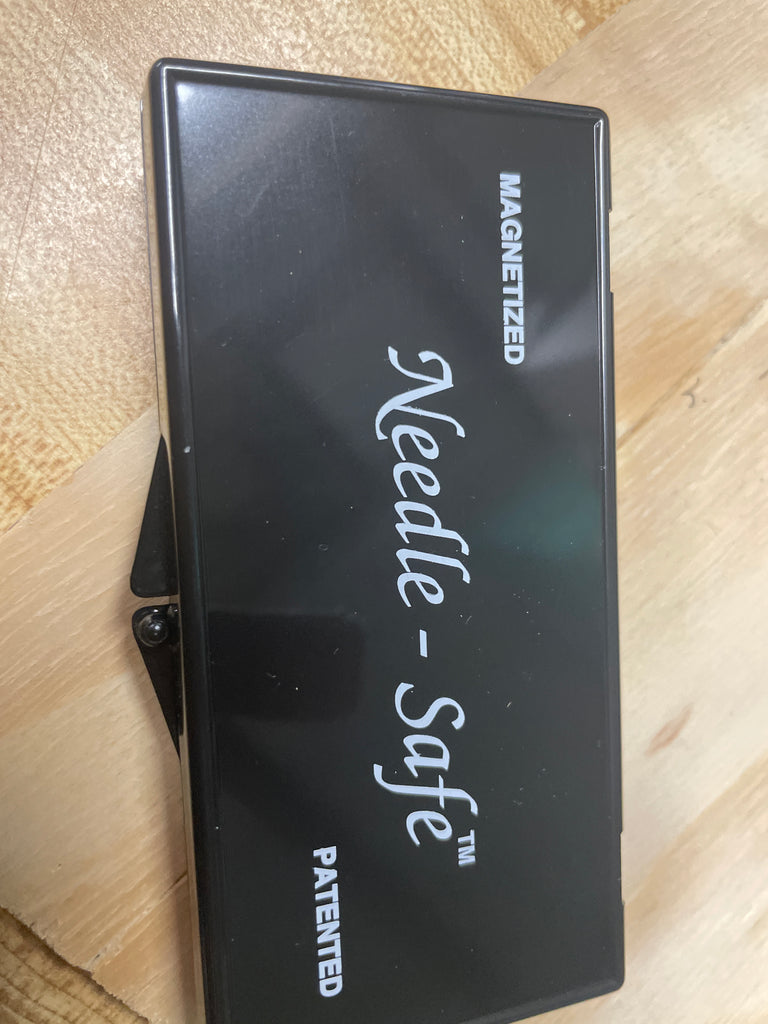 MAGNETIZED
Needle - Safe™
PATENTED